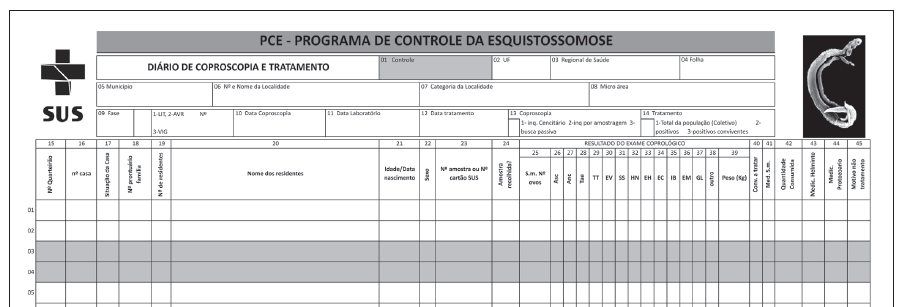 PCE - PROGRAMA DE CONTROLE DA ESQUISTOSSOMOSE
SUS
DIÁRIO DE COPROSCOPIA E TRATAMENTO
01 Controle
02 UF
03 Regional de Saúde
04 Folha
05 Município
06 Nº e Nome da Localidade
07 Categoria da Localidade
08 Micro área
09 Fase
1-LIT, 2-AVR Nº
3-VIG
10 Data Coproscopia
11 Data Laboratório
12 Data tratamento
13 Coproscopia
1- inq. Cencitário 2-inq por amostragem 3-
busca passiva
14 Tratamento
1-Total da população (Coletivo) 2-
positivos 3-positivos conviventes
15 16 17 18 19 20 21 22 23 24 RESULTADO DO EXAME COPROLÓGICO 40 41 42 43 44 45
25 26 27 28 29 30 31 32 33 34 35 36 37 38 39
Nº Quarteirão
nº casa
Situação da Casa
Nº prontuário família
Nº de residentes
Nome dos residentes
Idade/Data nascimento
Sexo
Nº amostra ou Nº cartão SUS
Amostra recolhida?
S.m. Nº ovos
Asc
Anc
Tae
TT
EV
SS
HN
EH
EC
IB
EM
GL
outro
Peso (Kg)
Conv. a tratar
Med. S.m.
Quantidade Consumida
Medic. Helminto
Medic. Protozoario
Motivo não tratamento
01
02
03
04
05